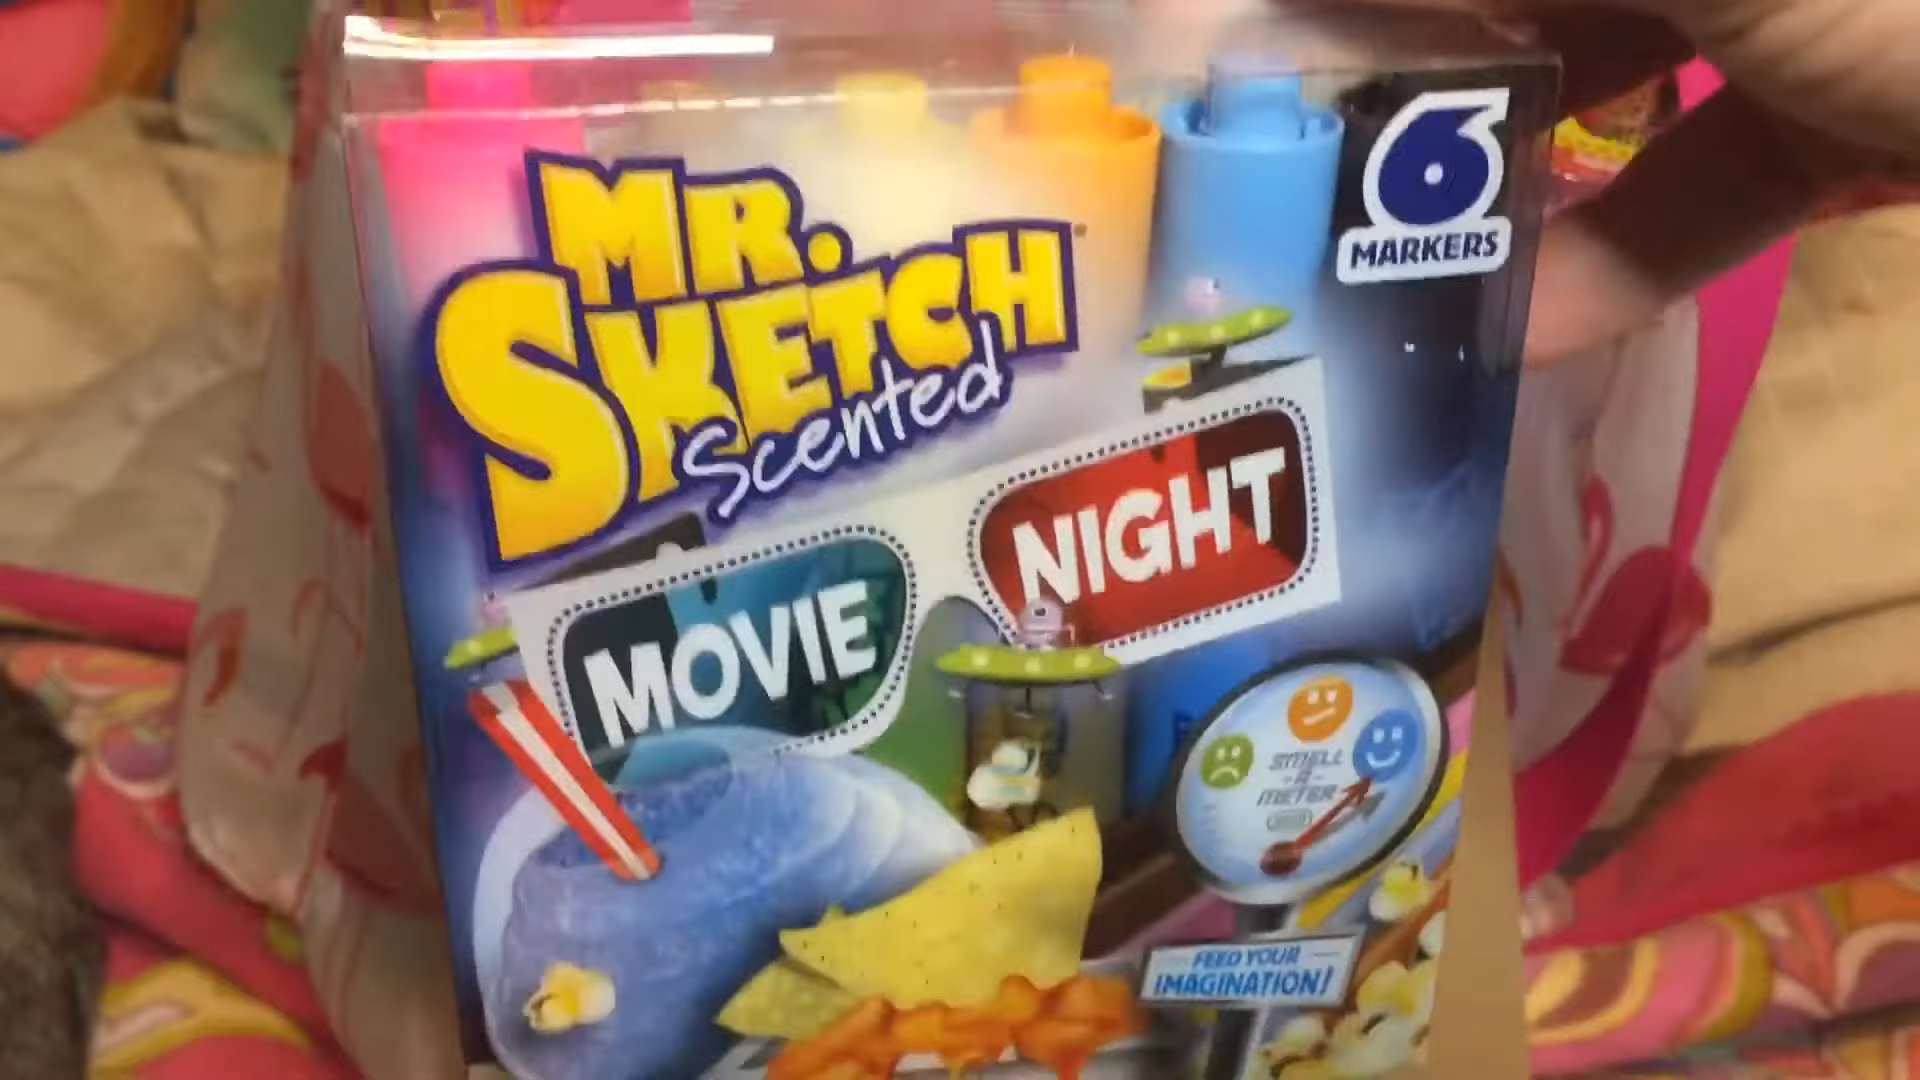 6
MARKERS
MR.
SKETCH
Scented
MOVIE
NIGHT
SMELL
-A-
METER
FEED YOUR
IMAGINATION!